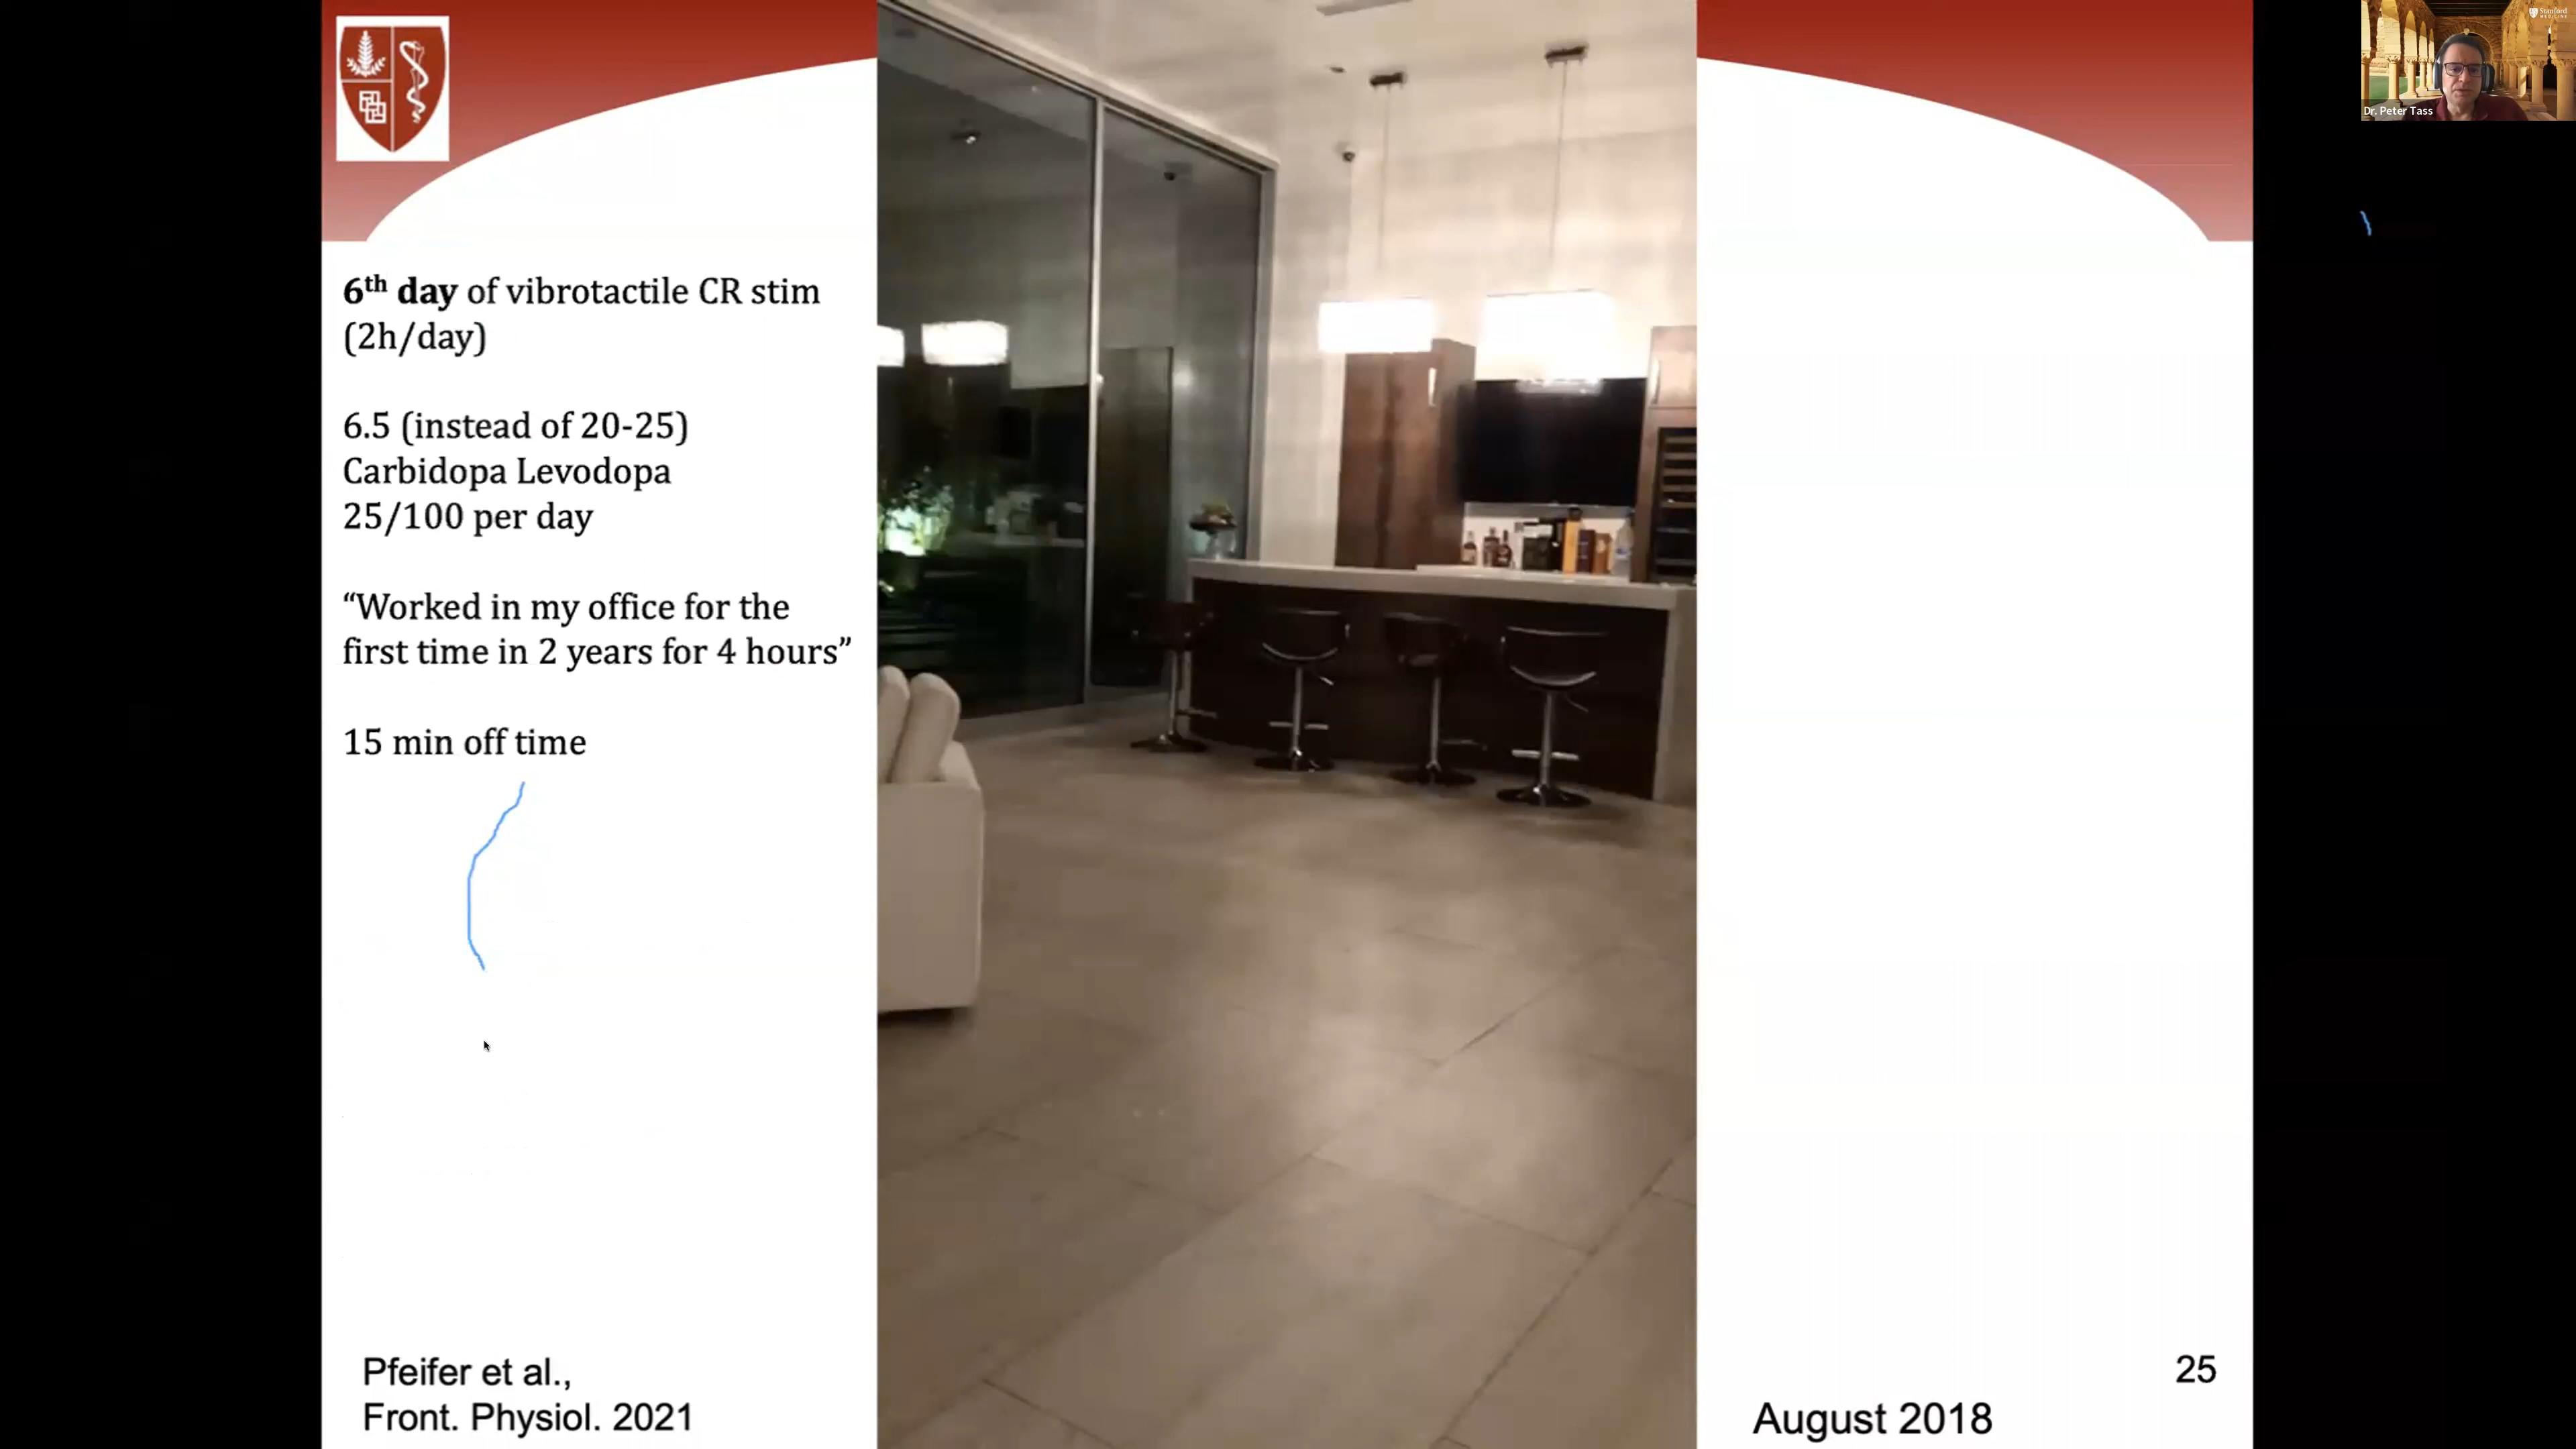 6th day of vibrotactile CR stim
(2h/day)
6.5 (instead of 20-25)
Carbidopa Levodopa
25/100 per day
“Worked in my office for the
first time in 2 years for 4 hours”
15 min off time
Pfeifer et al.,
Front. Physiol. 2021
25
August 2018
Dr. Peter Tass
Stanford
MEDICINE